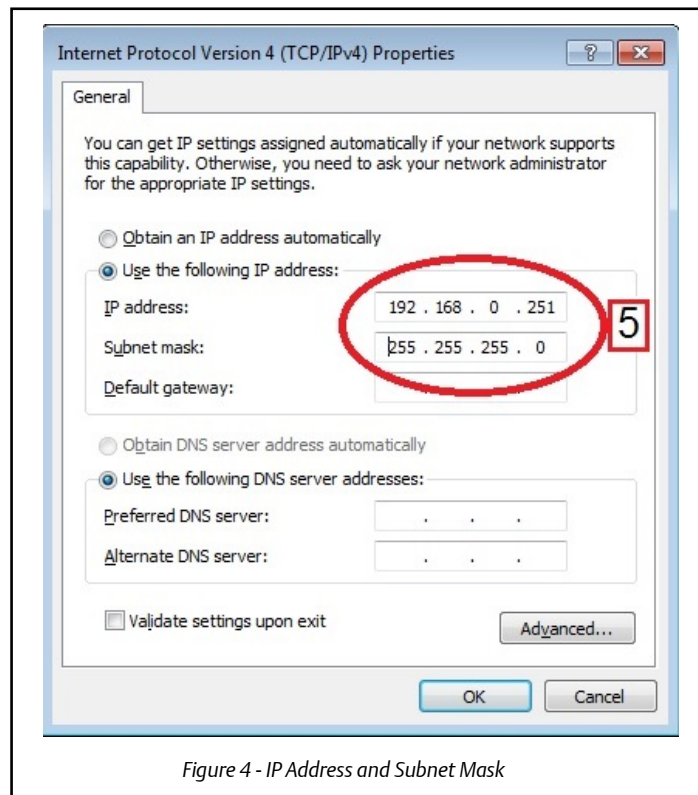 Internet Protocol Version 4 (TCP/IPv4) Properties
General
You can get IP settings assigned automatically if your network supports
this capability. Otherwise, you need to ask your network administrator
for the appropriate IP settings.
Obtain an IP address automatically
Use the following IP address:
IP address: 192 . 168 . 0 . 251
5
Subnet mask: 255 . 255 . 255 . 0
Default gateway:
Obtain DNS server address automatically
Use the following DNS server addresses:
Preferred DNS server: . . .
Alternate DNS server: . . .
Validate settings upon exit
Advanced...
OK Cancel
Figure 4 - IP Address and Subnet Mask